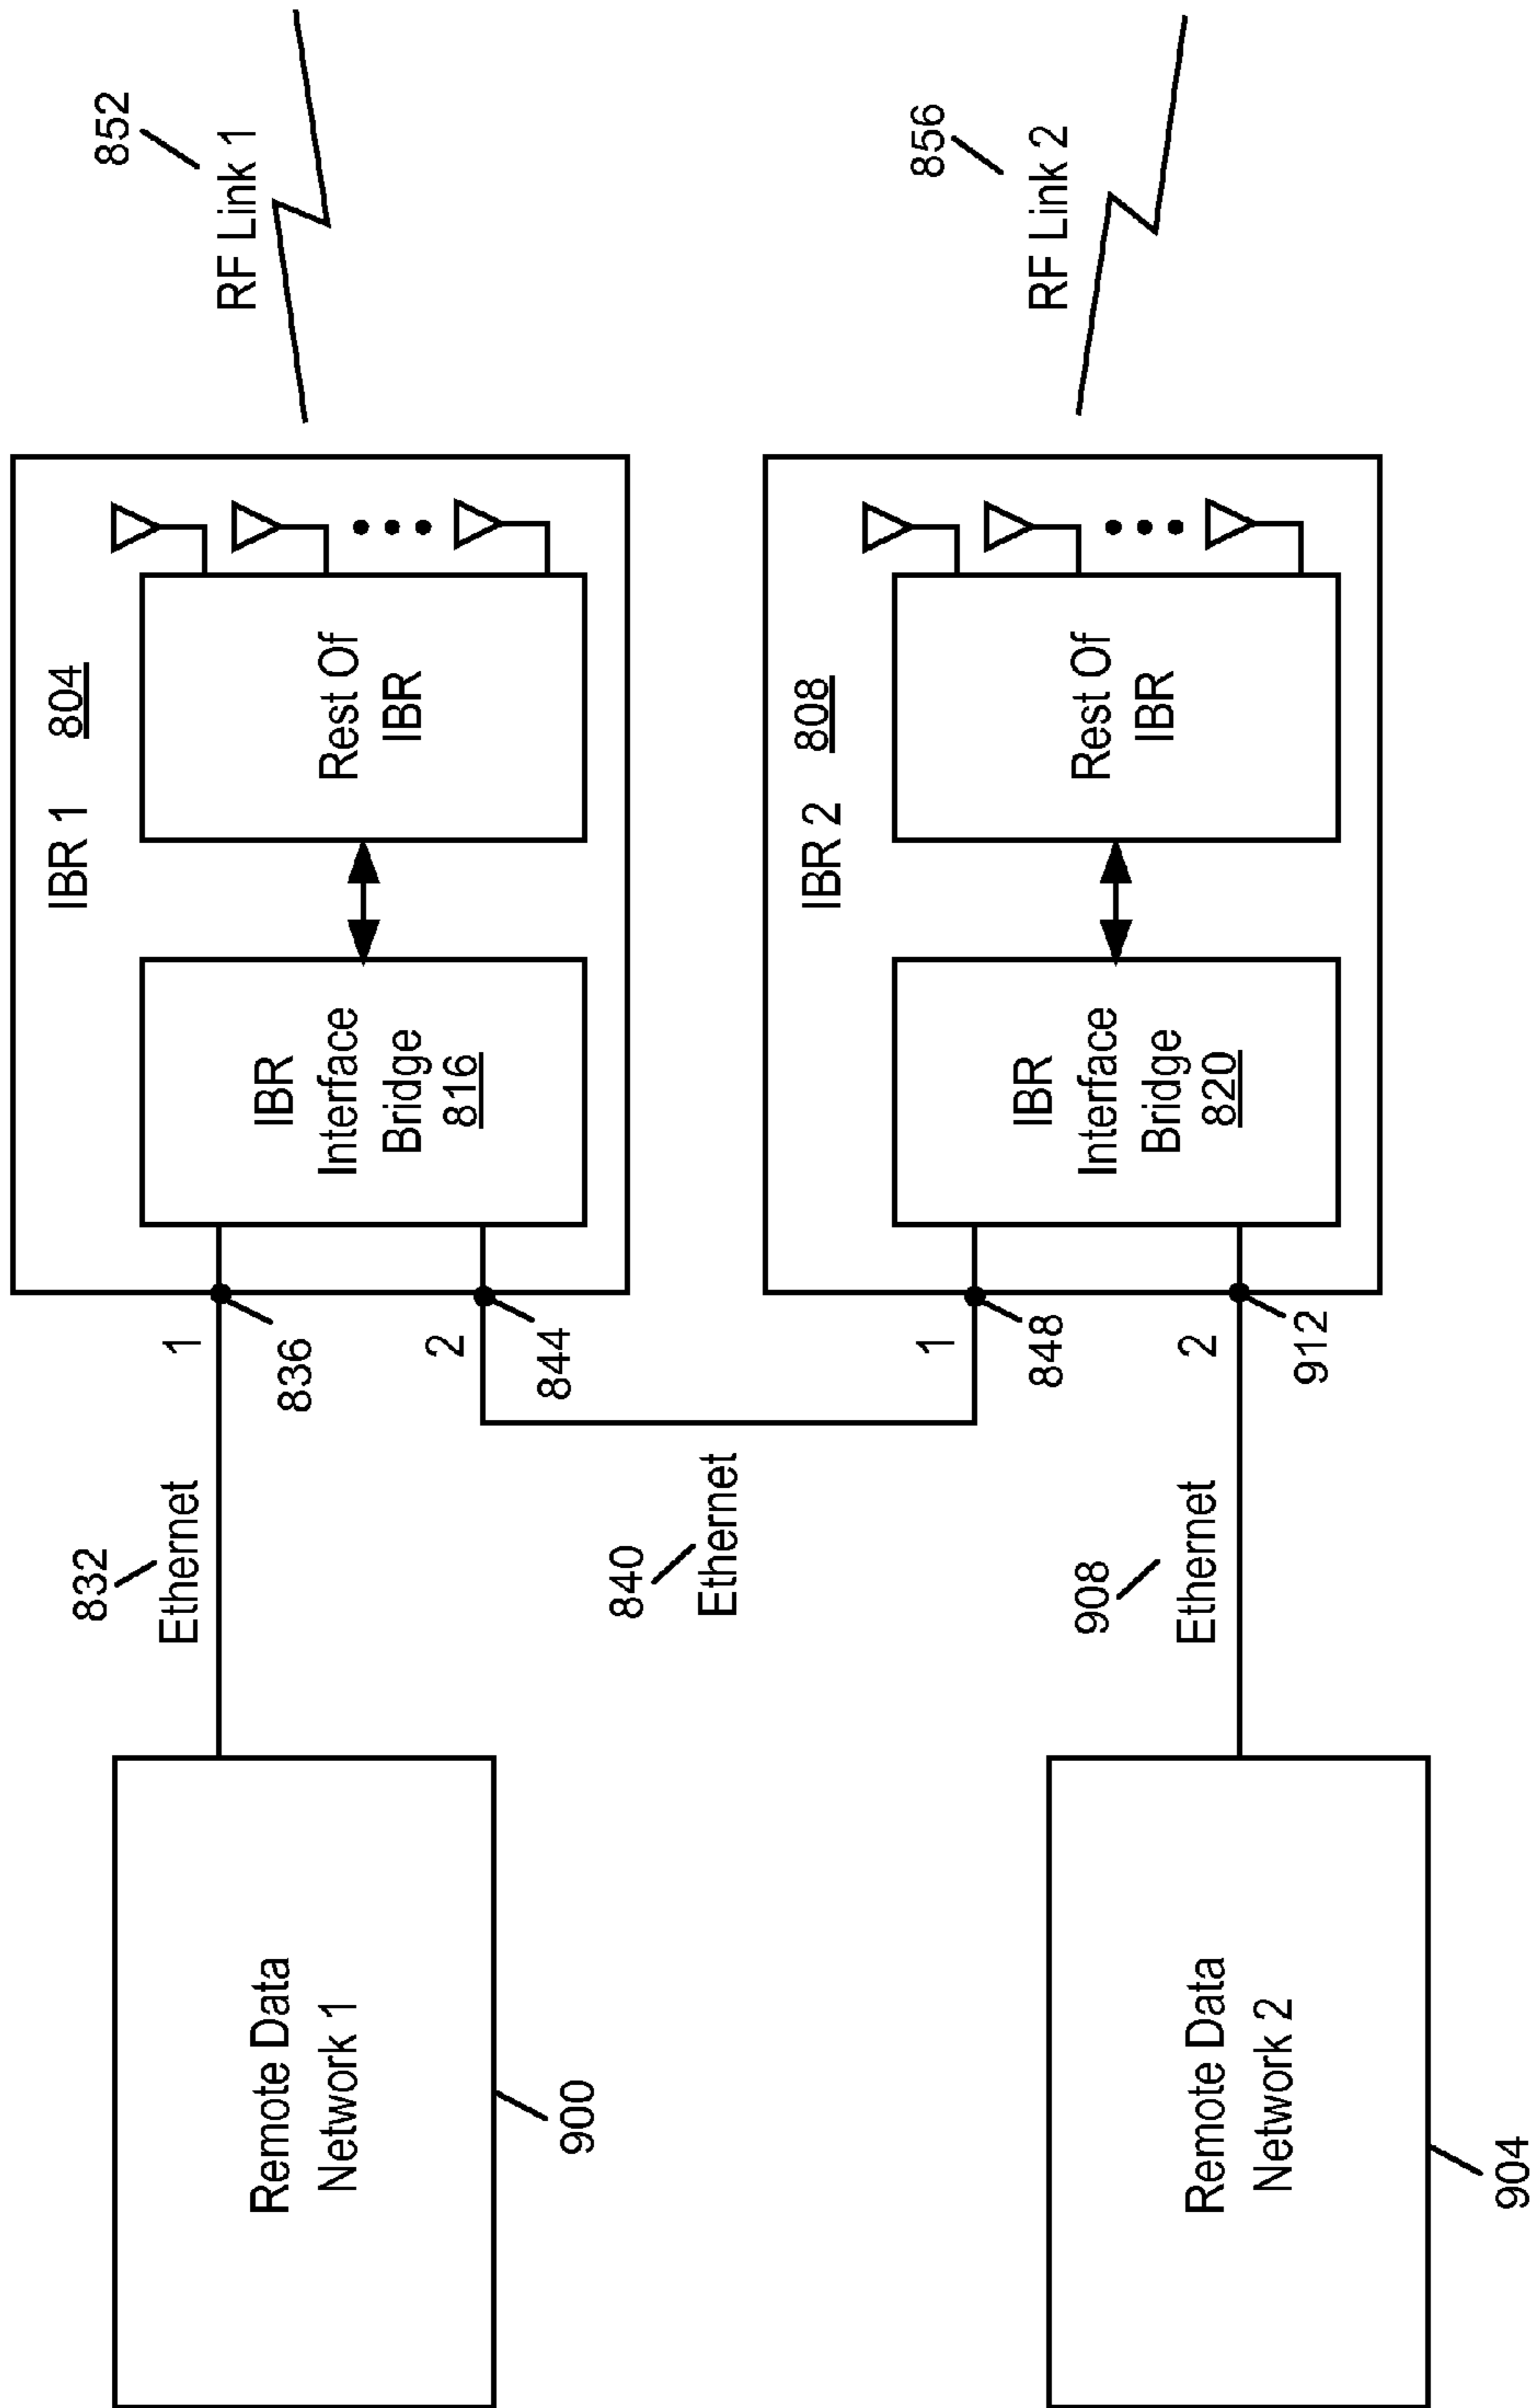 852
RF Link 1
856
RF Link 2
IBR 1 804
Rest Of
IBR
IBR
Interface
Bridge
816
IBR 2 808
Rest Of
IBR
IBR
Interface
Bridge
820
1
836
2
844
1
848
2
912
832
Ethernet
840
Ethernet
908
Ethernet
Remote Data
Network 1
900
Remote Data
Network 2
904